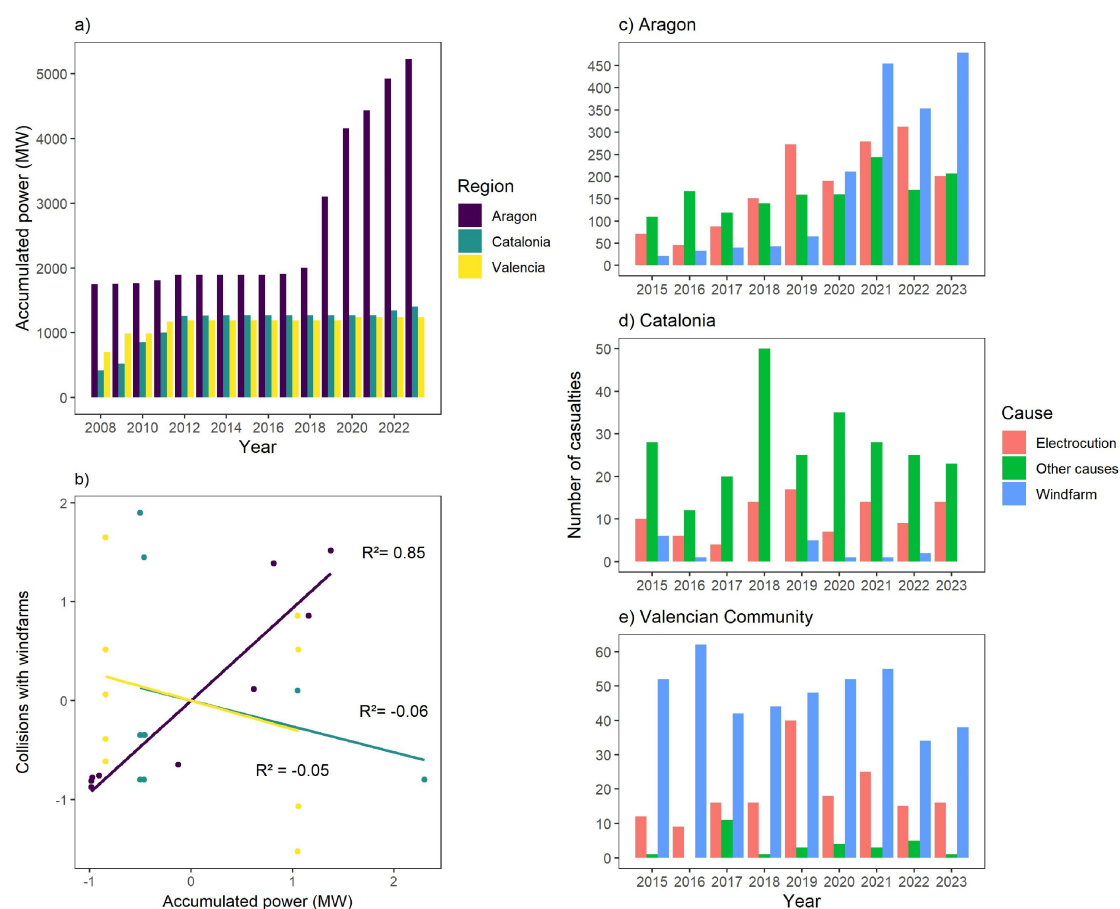 a)
5000
4000
3000
2000
1000
0
Accumulated power (MW)
2008 2010 2012 2014 2016 2018 2020 2022
Year
Region
Aragon
Catalonia
Valencia
b)
2
1
0
-1
Collisions with windfarms
R²= 0.85
R²= -0.06
R² = -0.05
-1 0 1 2
Accumulated power (MW)
c) Aragon
450
400
350
300
250
200
150
100
50
0
2015 2016 2017 2018 2019 2020 2021 2022 2023
d) Catalonia
50
40
30
20
10
0
Number of casualties
2015 2016 2017 2018 2019 2020 2021 2022 2023
Cause
Electrocution
Other causes
Windfarm
e) Valencian Community
60
50
40
30
20
10
0
2015 2016 2017 2018 2019 2020 2021 2022 2023
Year